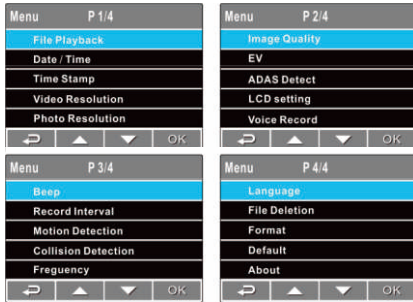 Menu P 1/4
File Playback
Date / Time
Time Stamp
Video Resolution
Photo Resolution
OK
Menu P 2/4
Image Quality
EV
ADAS Detect
LCD setting
Voice Record
OK
Menu P 3/4
Beep
Record Interval
Motion Detection
Collision Detection
Freguency
OK
Menu P 4/4
Language
File Deletion
Format
Default
About
OK